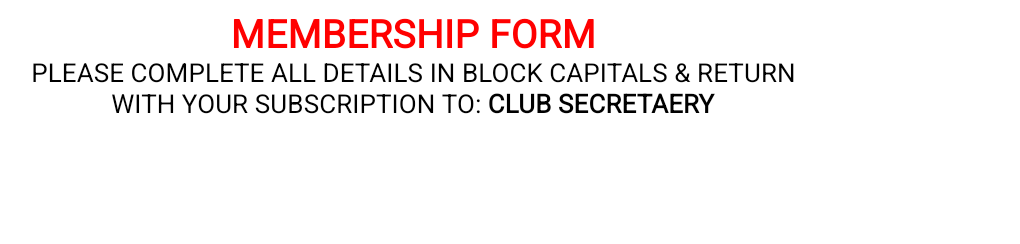 MEMBERSHIP FORM
PLEASE COMPLETE ALL DETAILS IN BLOCK CAPITALS & RETURN
WITH YOUR SUBSCRIPTION TO: CLUB SECRETAERY